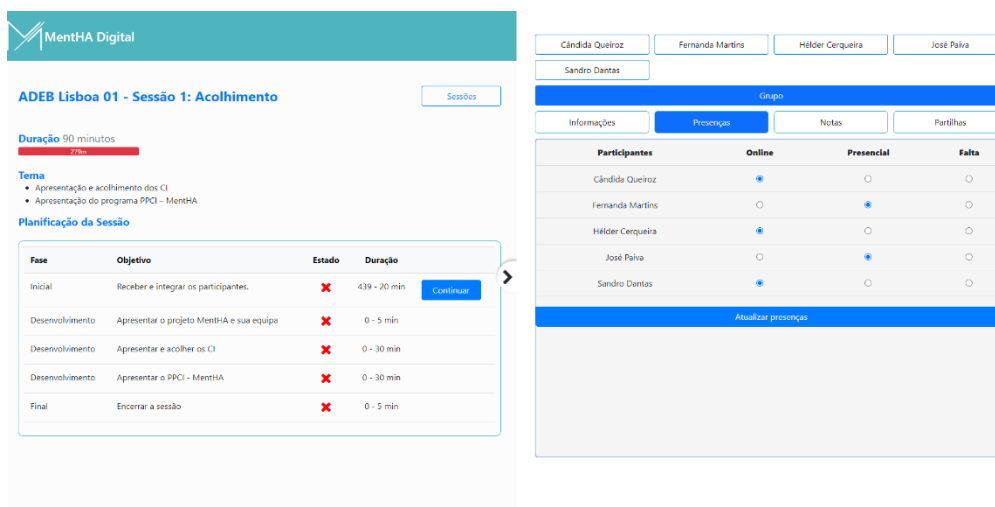 MentHA Digital
ADEB Lisboa 01 - Sessão 1: Acolhimento
Sessões
Duração 90 minutos
279m
Tema
• Apresentação e acolhimento dos CI
• Apresentação do programa PPCI – MentHA
Planificação da Sessão
Fase Objetivo Estado Duração
Inicial Receber e integrar os participantes. 439 - 20 min Continuar
Desenvolvimento Apresentar o projeto MentHA e sua equipa 0 - 5 min
Desenvolvimento Apresentar e acolher os CI 0 - 30 min
Desenvolvimento Apresentar o PPCI - MentHA 0 - 30 min
Final Encerrar a sessão 0 - 5 min
Cândida Queiroz Fernanda Martins Hélder Cerqueira José Paiva
Sandro Dantas
Grupo
Informações Presenças Notas Partilhas
Participantes Online Presencial Falta
Cândida Queiroz
Fernanda Martins
Hélder Cerqueira
José Paiva
Sandro Dantas
Atualizar presenças